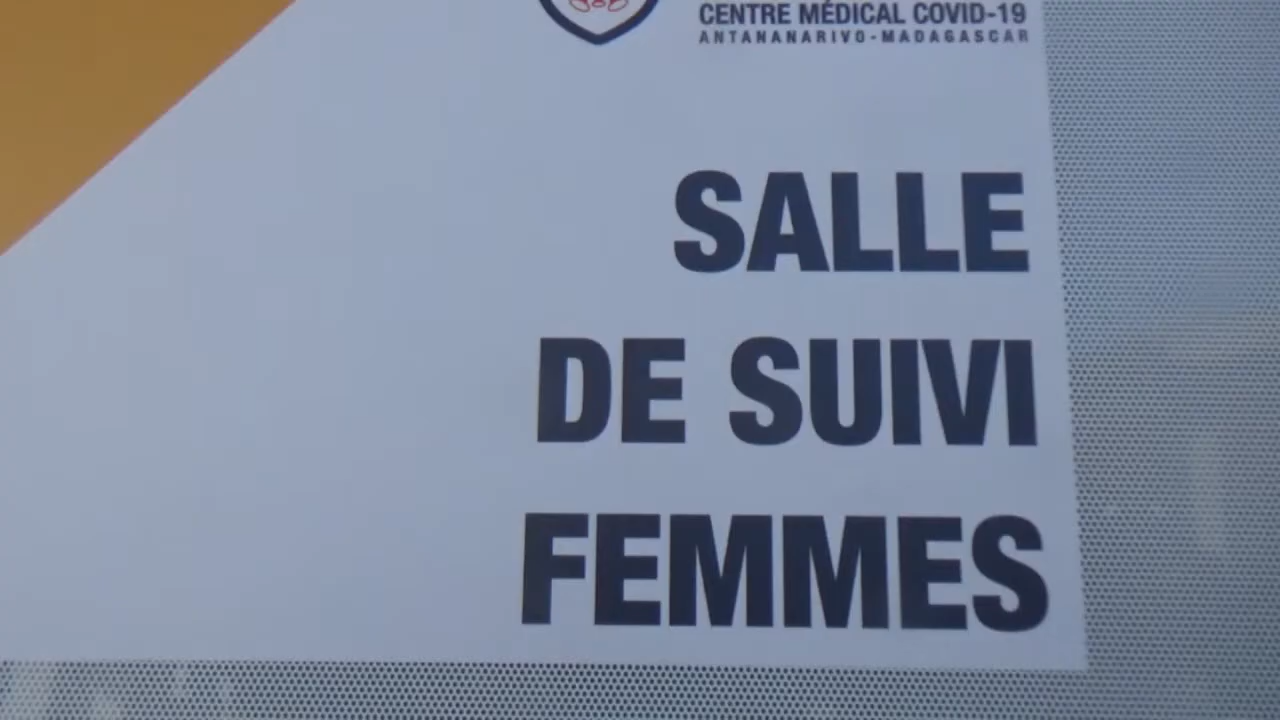 CENTRE MÉDICAL COVID-19
ANTANANARIVO-MADAGASCAR
SALLE
DE SUIVI
FEMMES